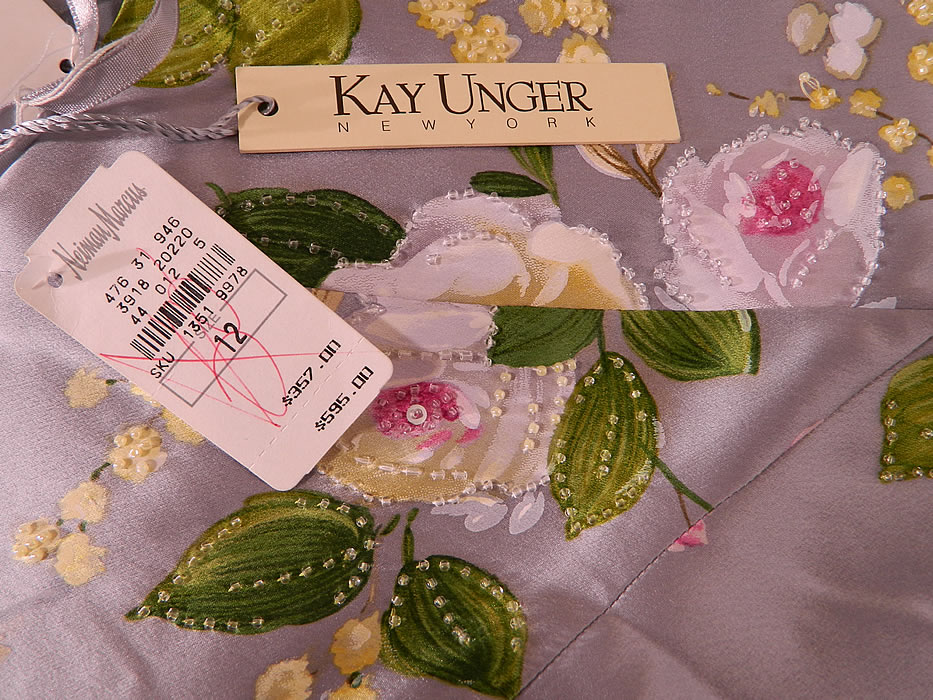 KAY UNGER
NEW YORK
Neiman Marcus
476 31 946
3918 20220
44 012 5
SKU 1351 9978
SIZE
12
$357.00
$595.00